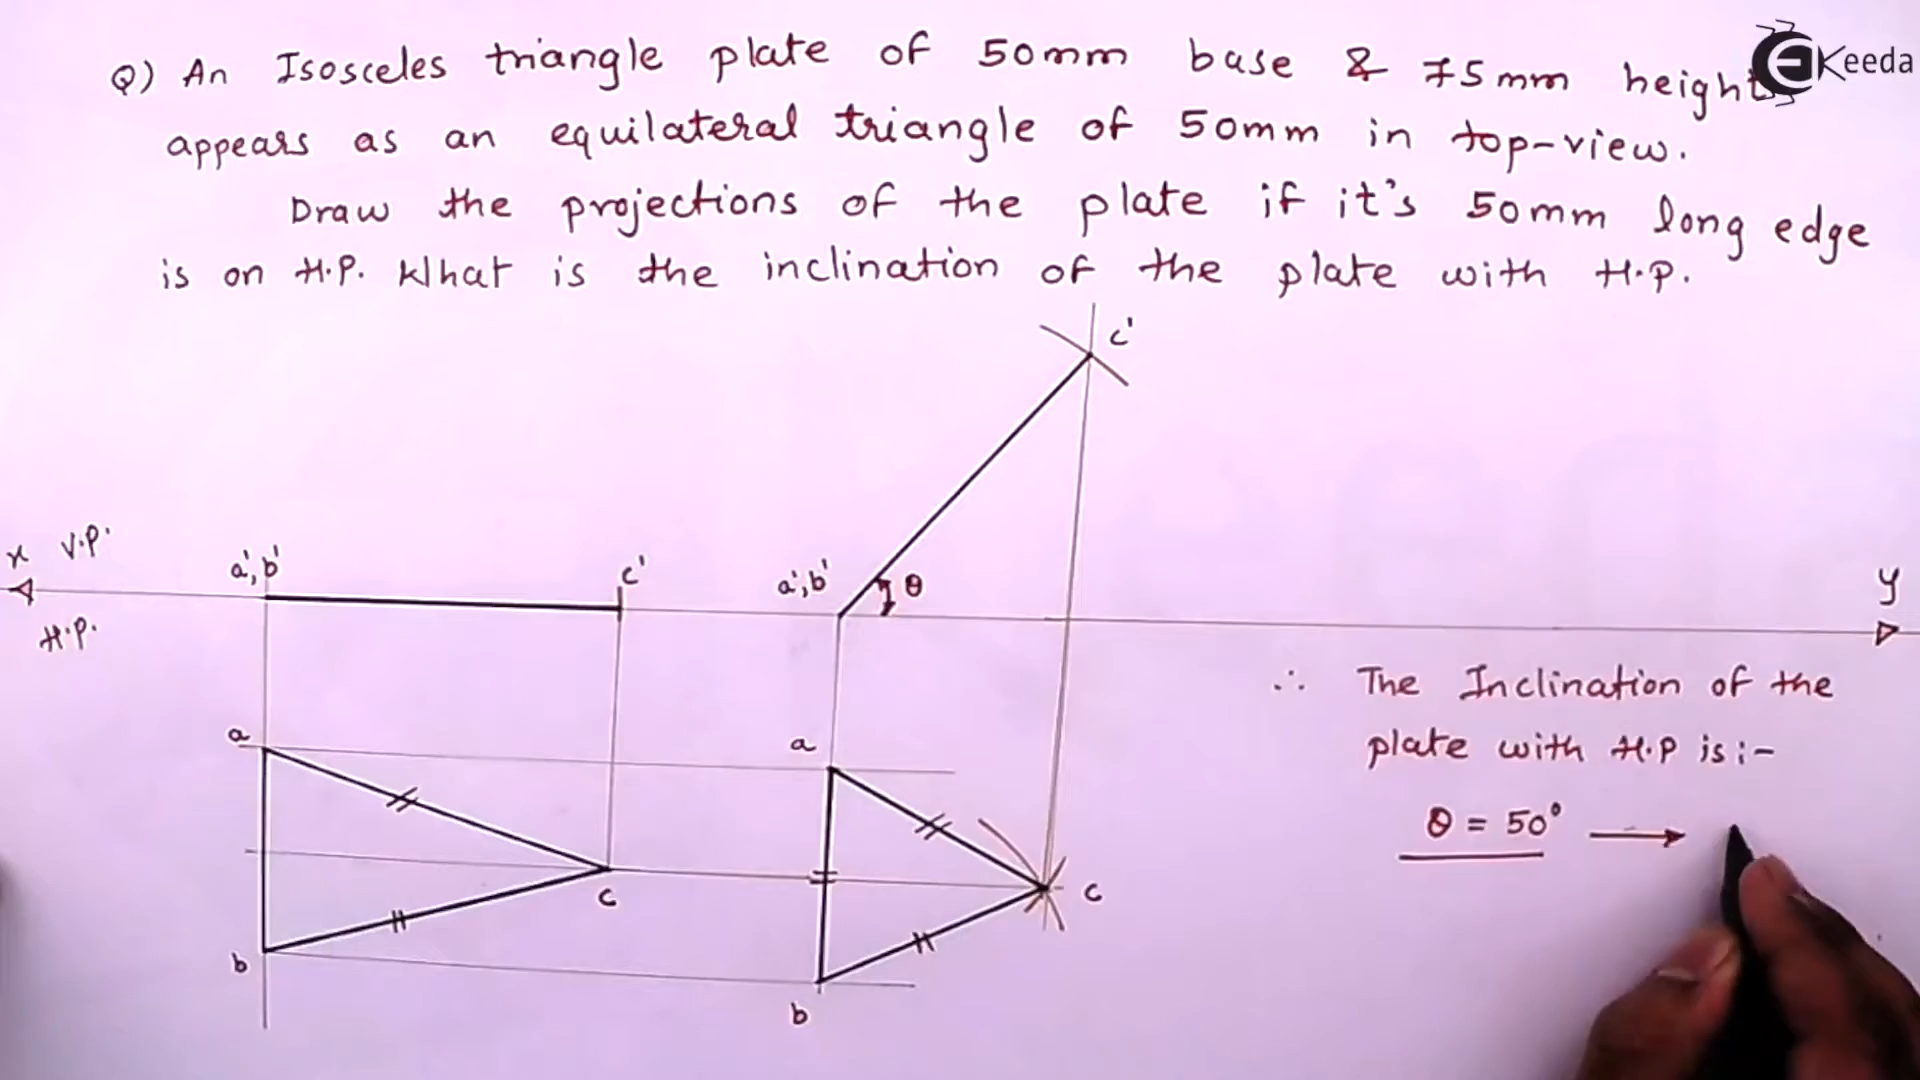 Q) An Isosceles triangle plate of 50mm base & 75mm height
appears as an equilateral triangle of 50mm in top-view.
Draw the projections of the plate if it's 50mm long edge
is on H.P. What is the inclination of the plate with H.P.
EKeeda
c'
x V.P.
H.P.
a',b'
c'
a',b'
θ
y
a
b
c
a
b
c
∴ The Inclination of the
plate with H.P is:-
θ = 50°